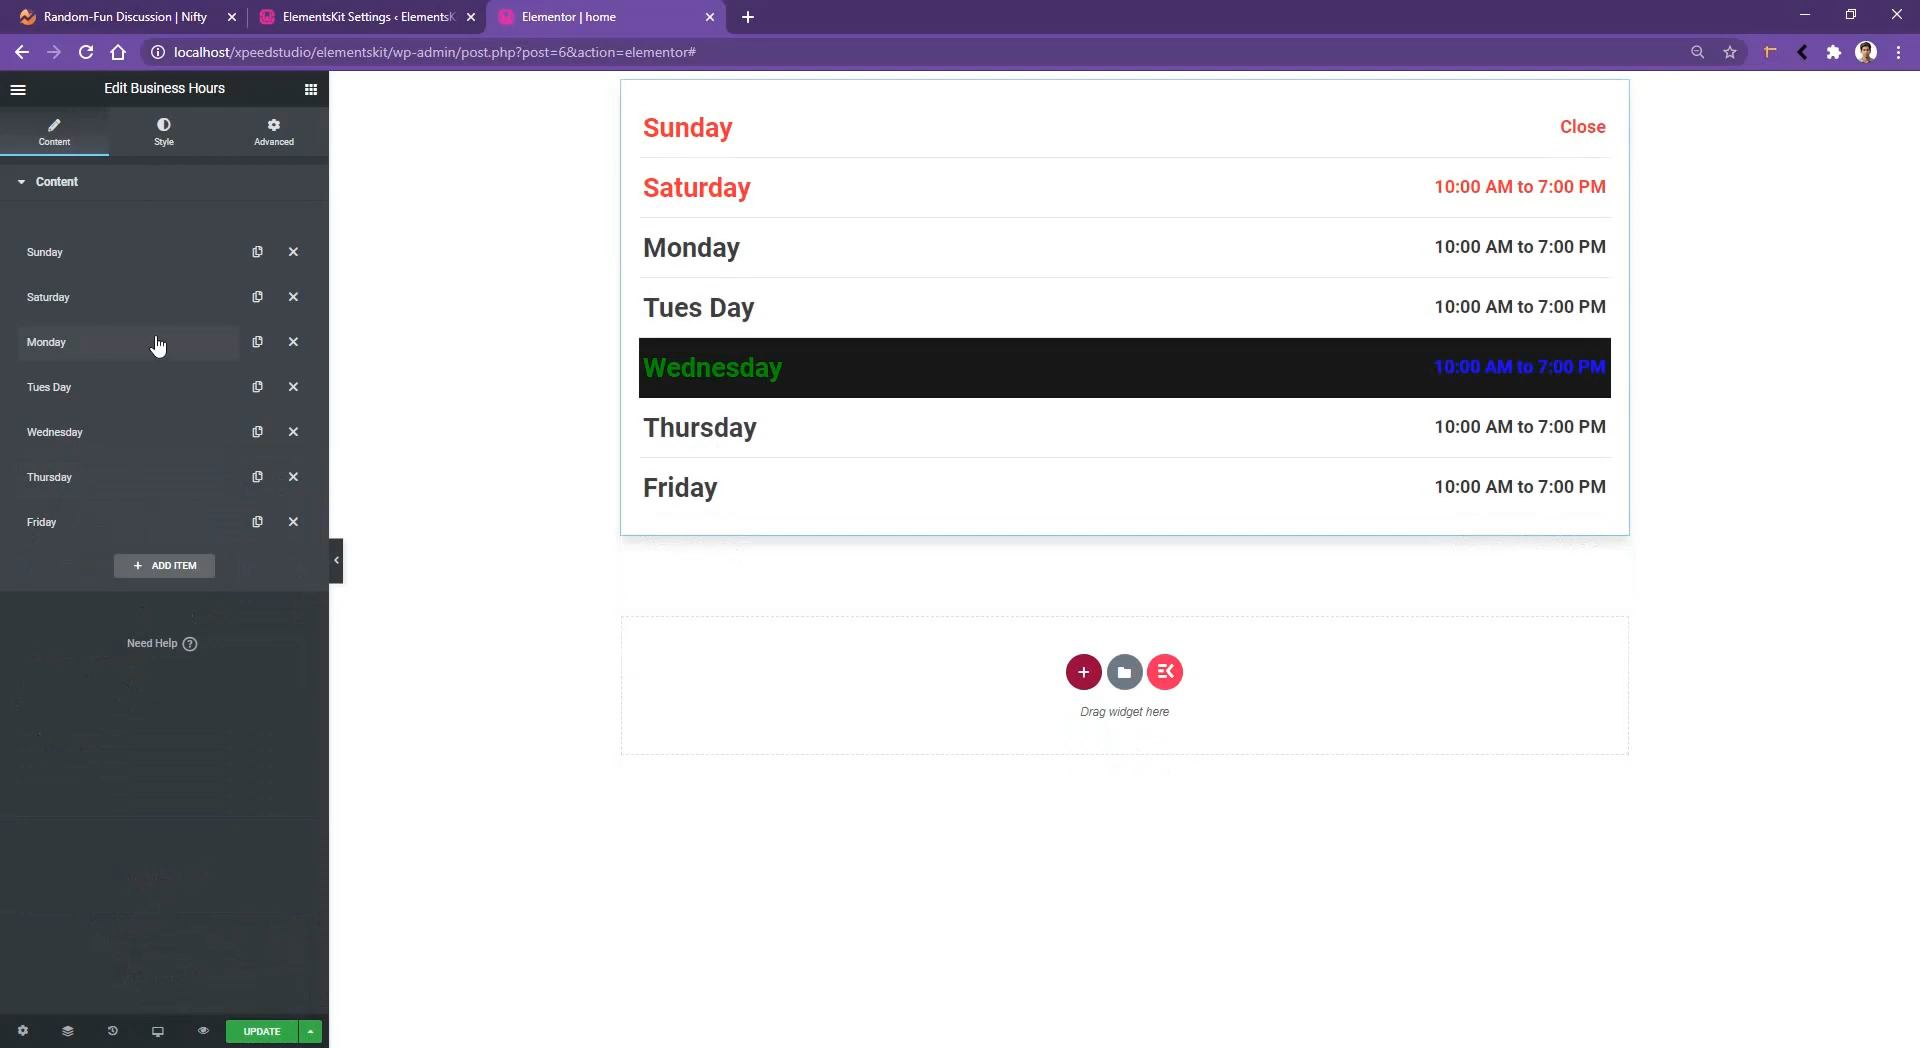 Random-Fun Discussion | Nifty
ElementsKit Settings ‹ ElementsK
Elementor | home
localhost/xpeedstudio/elementskit/wp-admin/post.php?post=6&action=elementor#
Edit Business Hours
Content
Style
Advanced
Content
Sunday
Saturday
Monday
Tues Day
Wednesday
Thursday
Friday
+ ADD ITEM
Need Help ?
UPDATE
Sunday Close
Saturday 10:00 AM to 7:00 PM
Monday 10:00 AM to 7:00 PM
Tues Day 10:00 AM to 7:00 PM
Wednesday 10:00 AM to 7:00 PM
Thursday 10:00 AM to 7:00 PM
Friday 10:00 AM to 7:00 PM
Drag widget here